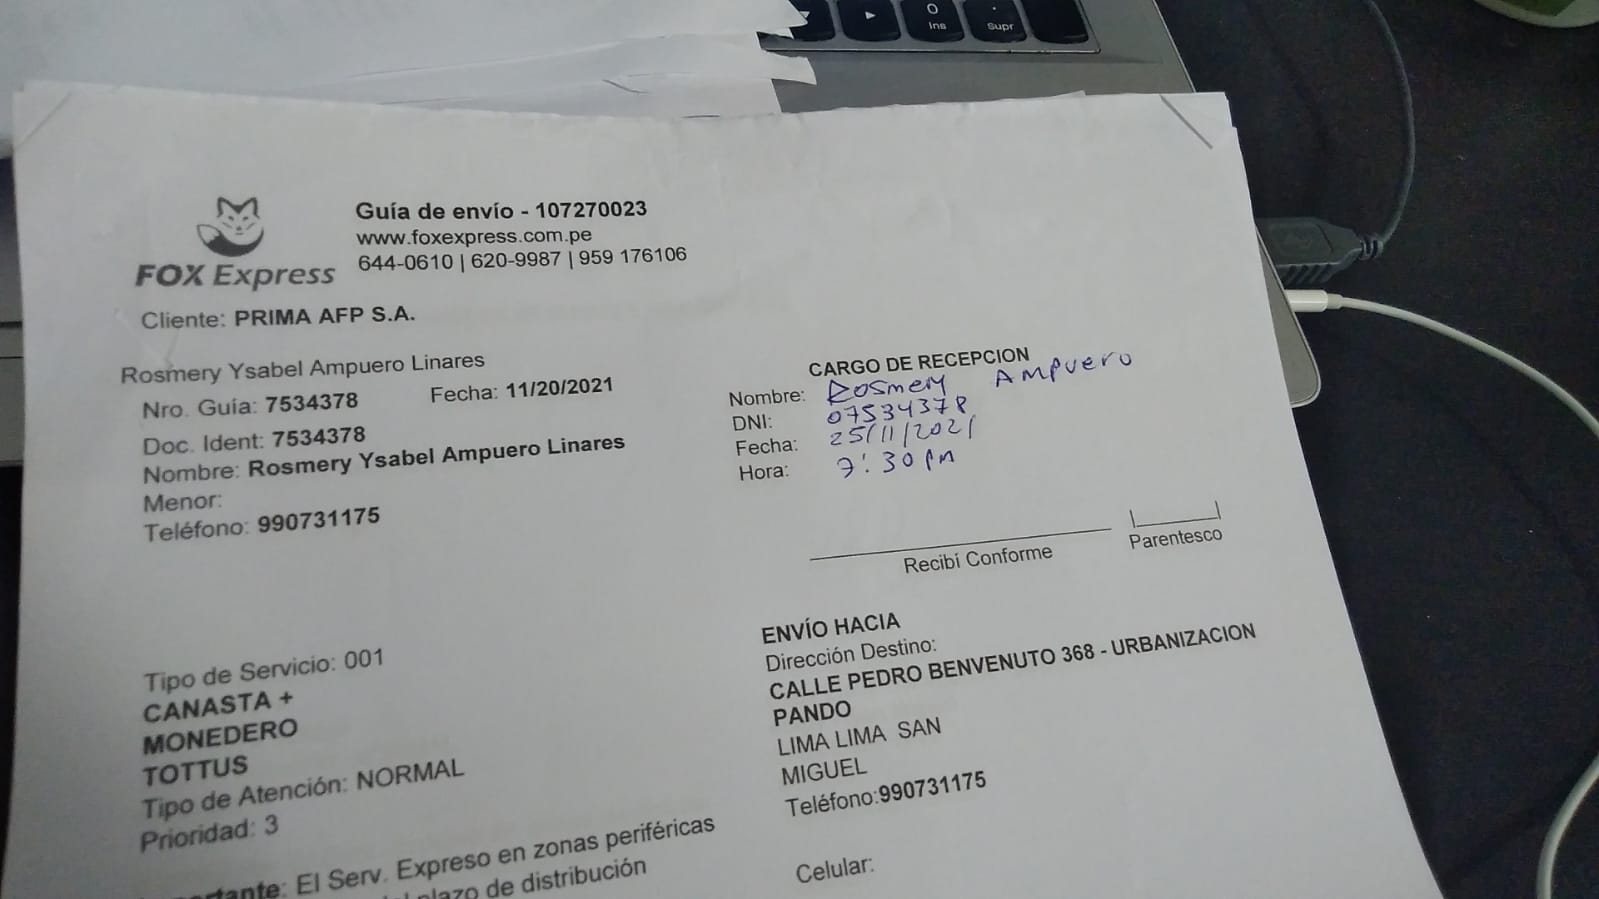 O
Ins
.
Supr
Guía de envío - 107270023
www.foxexpress.com.pe
644-0610 | 620-9987 | 959 176106
FOX Express
Cliente: PRIMA AFP S.A.
Rosmery Ysabel Ampuero Linares
Nro. Guía: 7534378
Fecha: 11/20/2021
Doc. Ident: 7534378
Nombre: Rosmery Ysabel Ampuero Linares
Menor:
Teléfono: 990731175
CARGO DE RECEPCION
Nombre: Rosmery Ampuero
DNI: 07534378
Fecha: 25/11/2021
Hora: 7:30 pm
Recibí Conforme
Parentesco
Tipo de Servicio: 001
CANASTA +
MONEDERO
TOTTUS
Tipo de Atención: NORMAL
Prioridad: 3
El Serv. Expreso en zonas periféricas
plazo de distribución
ENVÍO HACIA
Dirección Destino:
CALLE PEDRO BENVENUTO 368 - URBANIZACION
PANDO
LIMA LIMA SAN
MIGUEL
Teléfono:990731175
Celular: